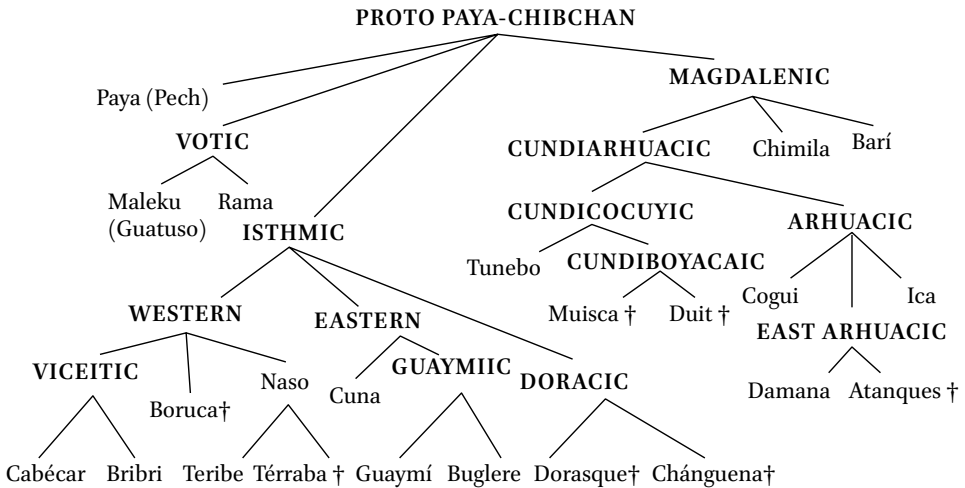 PROTO PAYA-CHIBCHAN
MAGDALENIC
Paya (Pech)
VOTIC
CUNDIARHUACIC
Chimila
Barí
Maleku
(Guatuso)
Rama
ISTHMIC
CUNDICOCUYIC
ARHUACIC
Tunebo
CUNDIBOYACAIC
Cogui
Ica
WESTERN
EASTERN
Muisca †
Duit †
EAST ARHUACIC
VICEITIC
Boruca†
Naso
Cuna
GUAYMIIC
DORACIC
Damana
Atanques †
Cabécar
Bribri
Teribe
Térraba †
Guaymí
Buglere
Dorasque†
Chánguena†